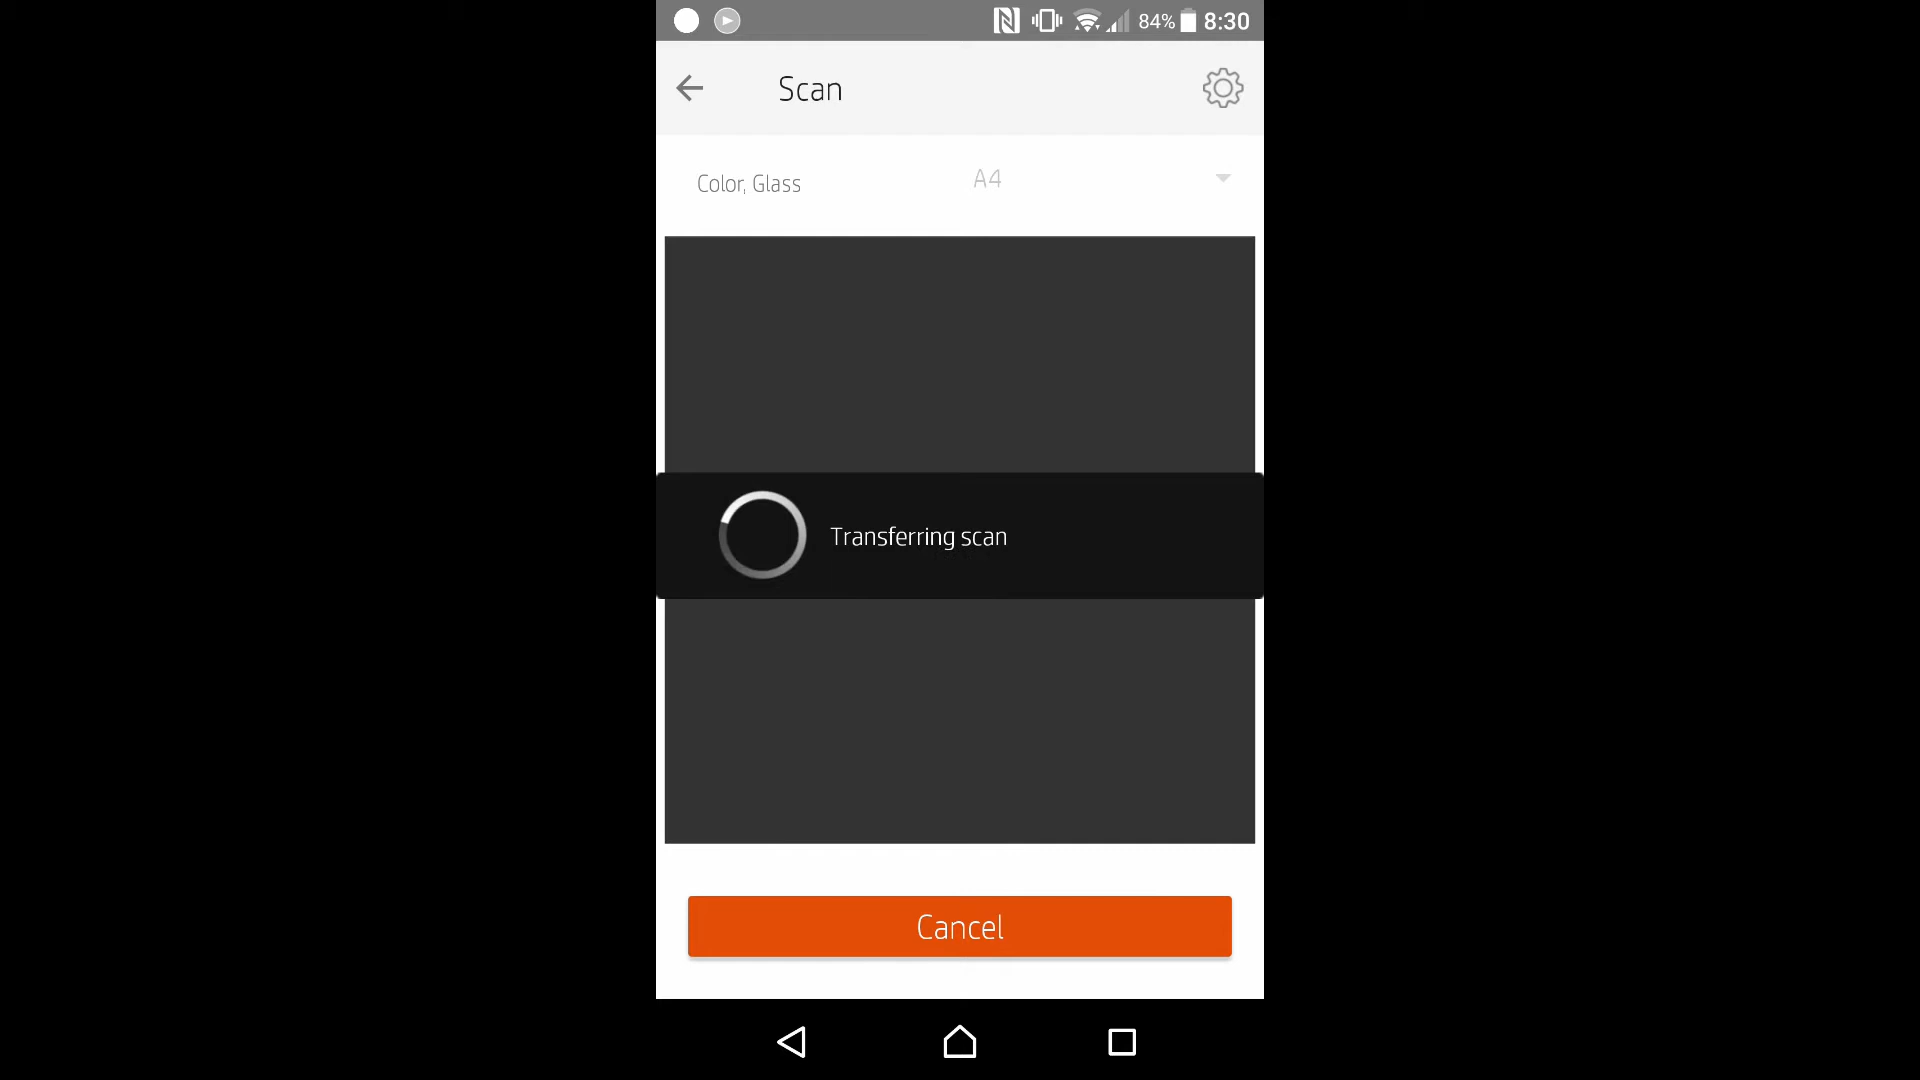 84% 8:30
Scan
Color, Glass A4
Transferring scan
Cancel